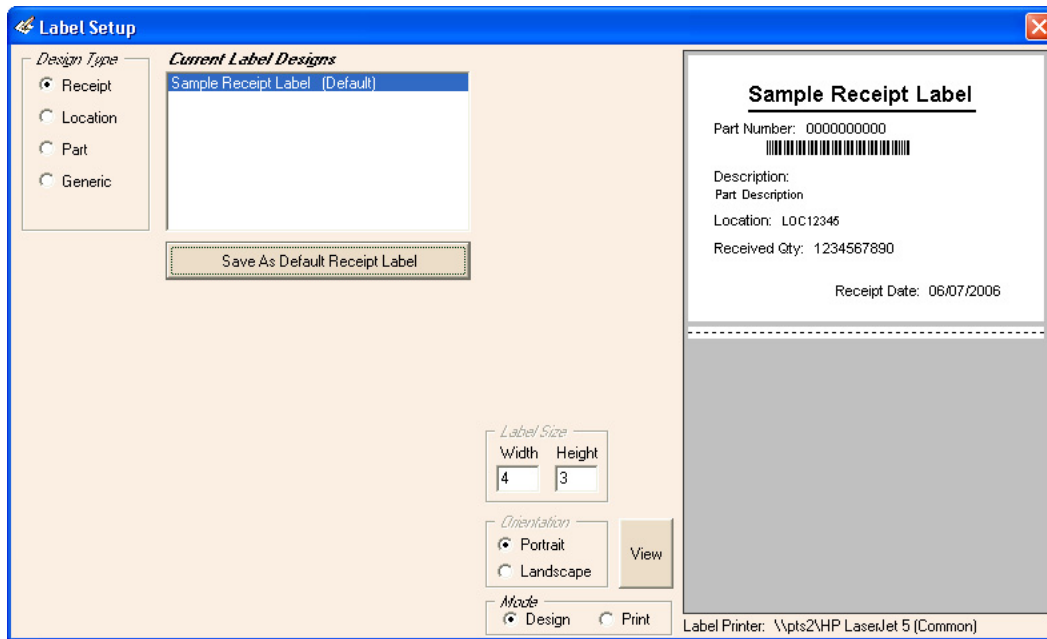 Label Setup
Design Type
Receipt
Location
Part
Generic
Current Label Designs
Sample Receipt Label (Default)
Save As Default Receipt Label
Label Size
Width Height
4 3
Orientation
Portrait
Landscape
View
Mode
Design Print
Sample Receipt Label
Part Number: 0000000000
Description:
Part Description
Location: LOC12345
Received Qty: 1234567890
Receipt Date: 06/07/2006
Label Printer: \\pts2\HP LaserJet 5 (Common)